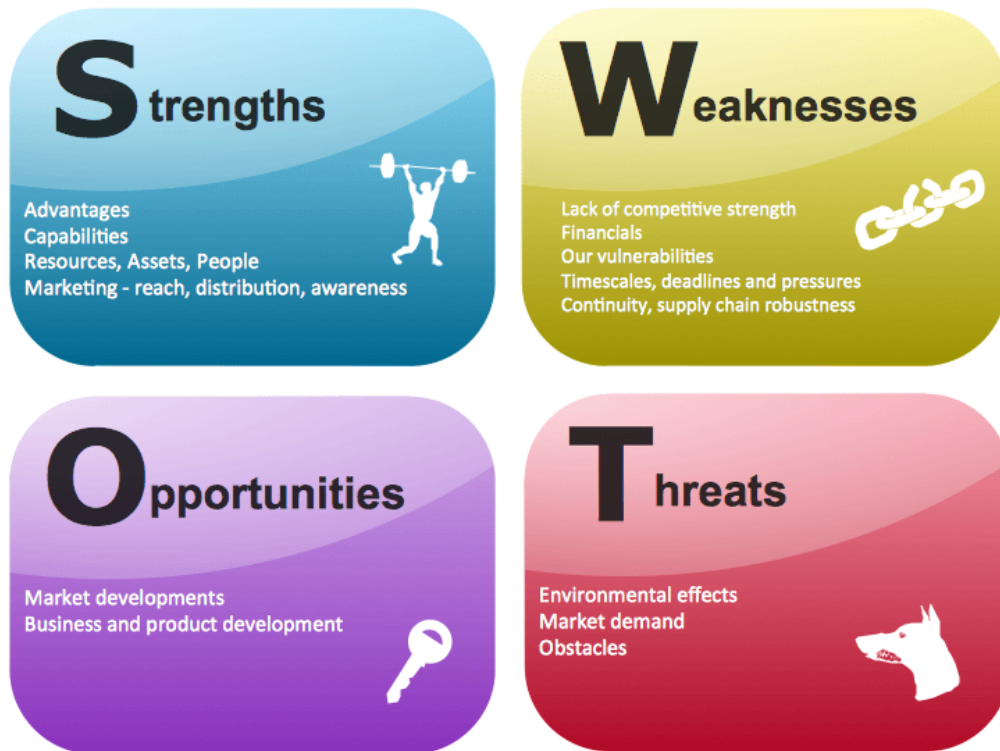 Strengths
Advantages
Capabilities
Resources, Assets, People
Marketing - reach, distribution, awareness
Weaknesses
Lack of competitive strength
Financials
Our vulnerabilities
Timescales, deadlines and pressures
Continuity, supply chain robustness
Opportunities
Market developments
Business and product development
Threats
Environmental effects
Market demand
Obstacles